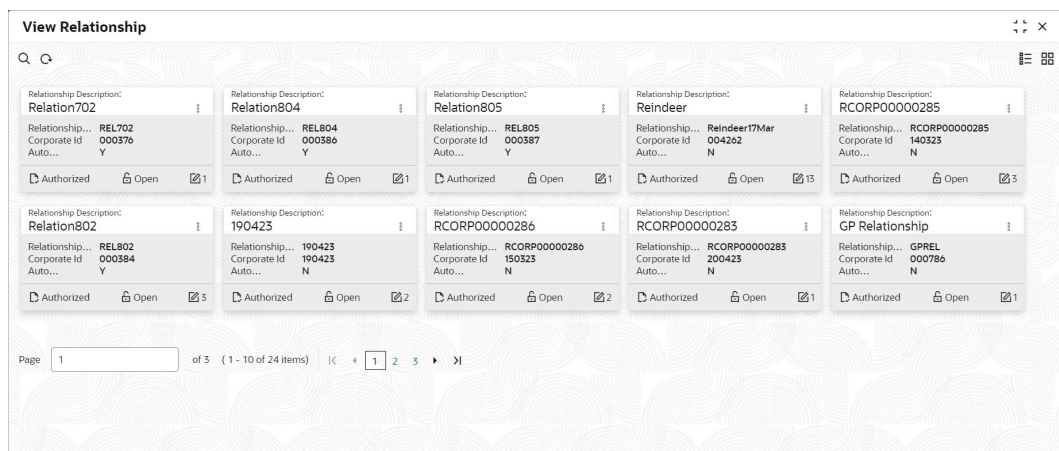 View Relationship
Relationship Description:
Relation702
Relationship... REL702
Corporate Id 000376
Auto... Y
Authorized Open 1
Relationship Description:
Relation804
Relationship... REL804
Corporate Id 000386
Auto... Y
Authorized Open 1
Relationship Description:
Relation805
Relationship... REL805
Corporate Id 000387
Auto... Y
Authorized Open 1
Relationship Description:
Reindeer
Relationship... Reindeer17Mar
Corporate Id 004262
Auto... N
Authorized Open 13
Relationship Description:
RCORP00000285
Relationship... RCORP00000285
Corporate Id 140323
Auto... N
Authorized Open 3
Relationship Description:
Relation802
Relationship... REL802
Corporate Id 000384
Auto... Y
Authorized Open 3
Relationship Description:
190423
Relationship... 190423
Corporate Id 190423
Auto... N
Authorized Open 2
Relationship Description:
RCORP00000286
Relationship... RCORP00000286
Corporate Id 150323
Auto... N
Authorized Open 2
Relationship Description:
RCORP00000283
Relationship... RCORP00000283
Corporate Id 200423
Auto... N
Authorized Open 1
Relationship Description:
GP Relationship
Relationship... GPREL
Corporate Id 000786
Auto... N
Authorized Open 1
Page 1 of 3 ( 1 - 10 of 24 items) 1 2 3